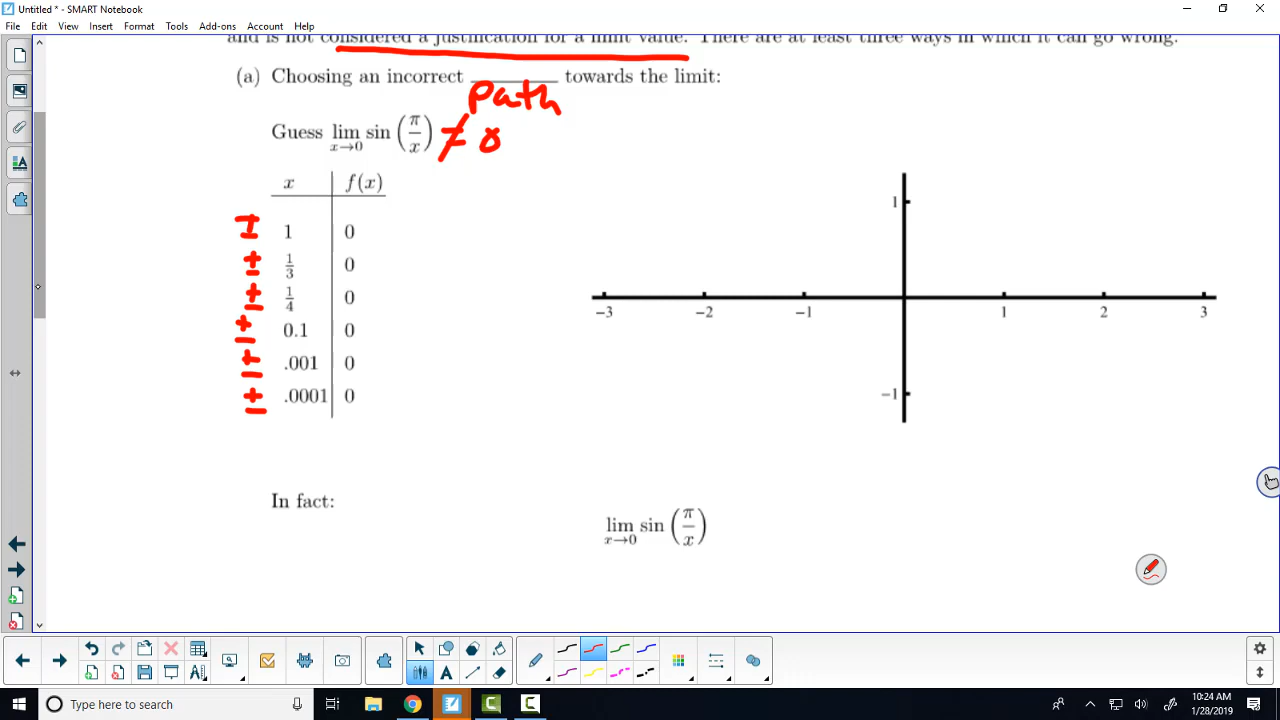 Untitled * - SMART Notebook
File Edit View Insert Format Tools Add-ons Account Help
and is not considered a justification for a limit value. There are at least three ways in which it can go wrong.
(a) Choosing an incorrect ________ towards the limit:
path
Guess lim x→0 sin (π/x) ≠ 0
x f(x)
± 1 0
± 1/3 0
± 1/4 0
± 0.1 0
± .001 0
± .0001 0
1
−3 −2 −1 1 2 3
−1
In fact:
lim x→0 sin (π/x)
Type here to search
10:24 AM
1/28/2019